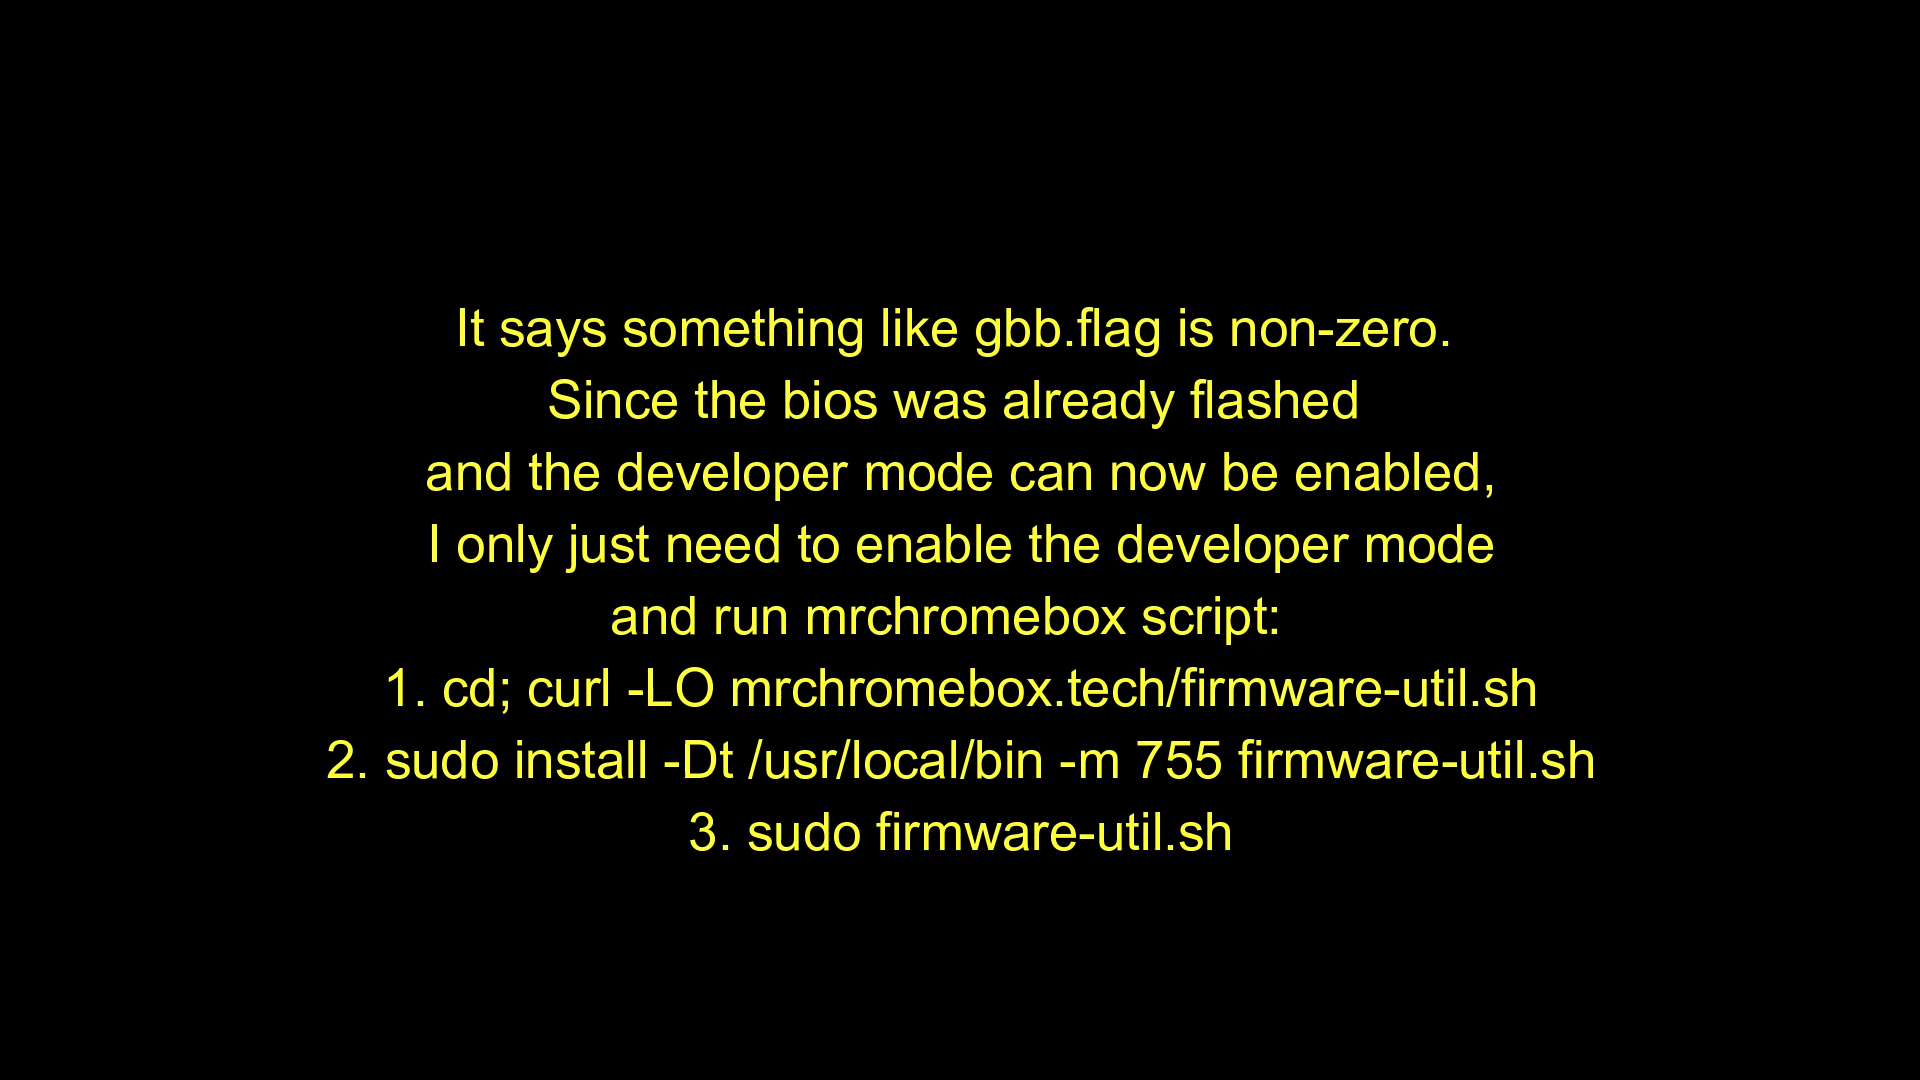 It says something like gbb.flag is non-zero.
Since the bios was already flashed
and the developer mode can now be enabled,
I only just need to enable the developer mode
and run mrchromebox script:
1. cd; curl -LO mrchromebox.tech/firmware-util.sh
2. sudo install -Dt /usr/local/bin -m 755 firmware-util.sh
3. sudo firmware-util.sh